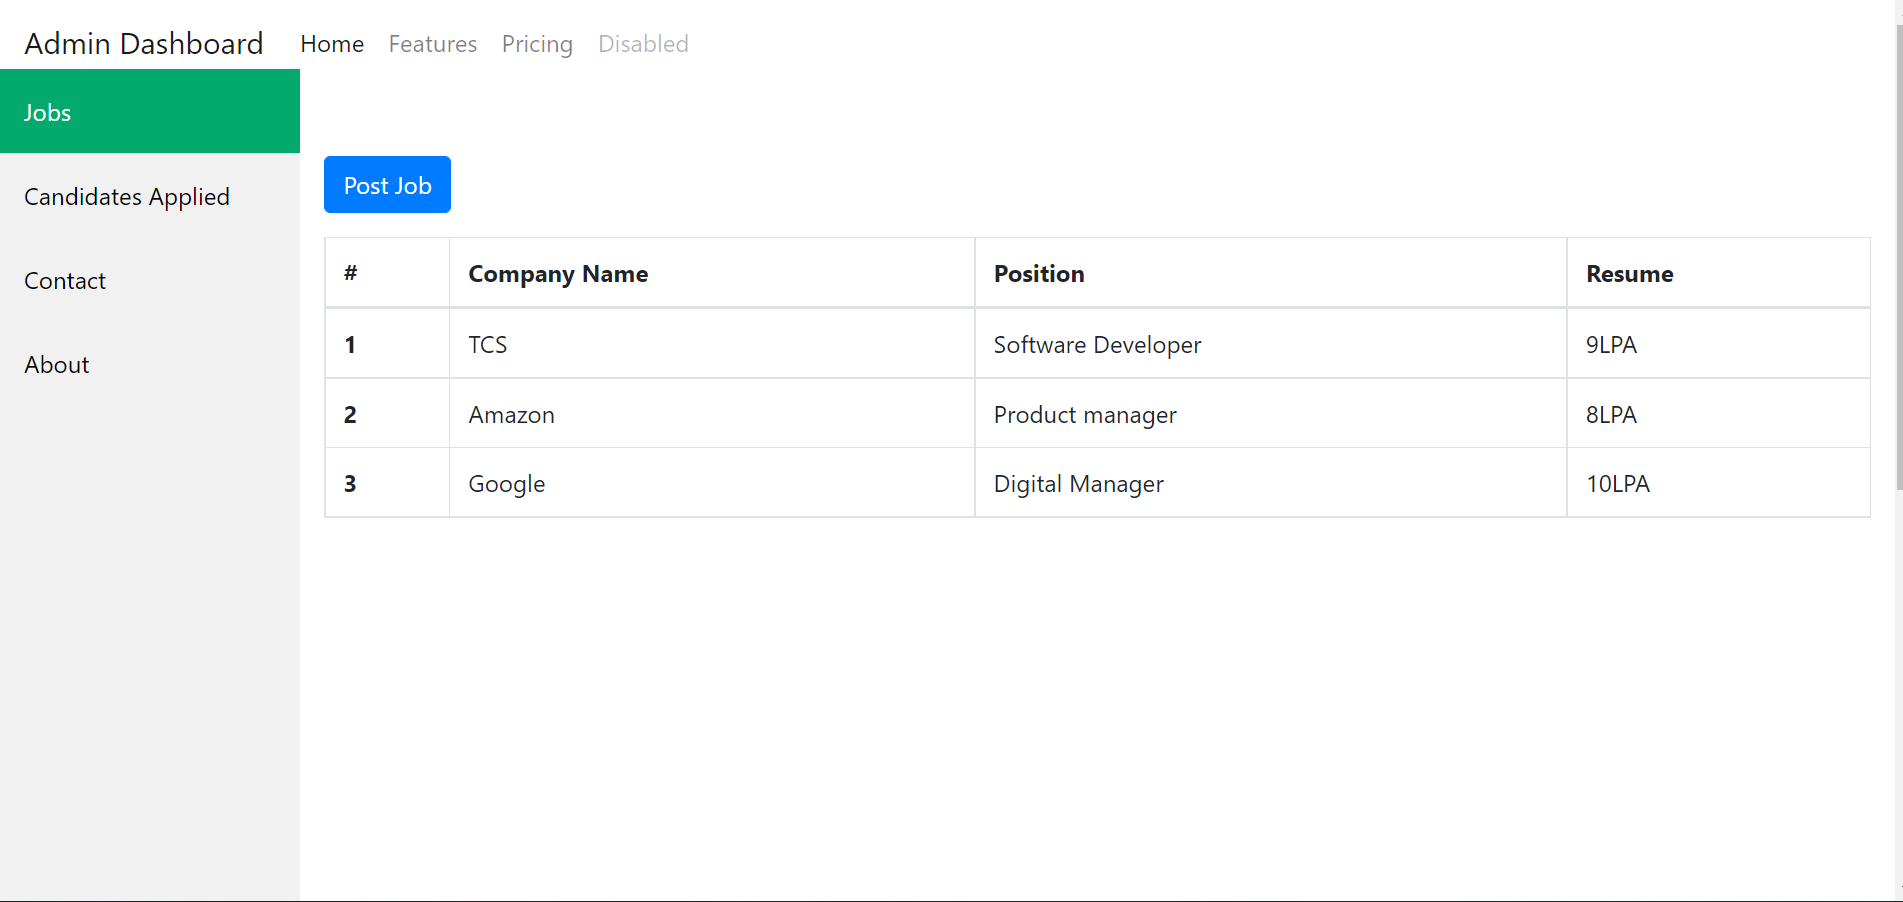 Admin Dashboard Home Features Pricing Disabled
Jobs
Candidates Applied
Contact
About
Post Job
# Company Name Position Resume
1 TCS Software Developer 9LPA
2 Amazon Product manager 8LPA
3 Google Digital Manager 10LPA